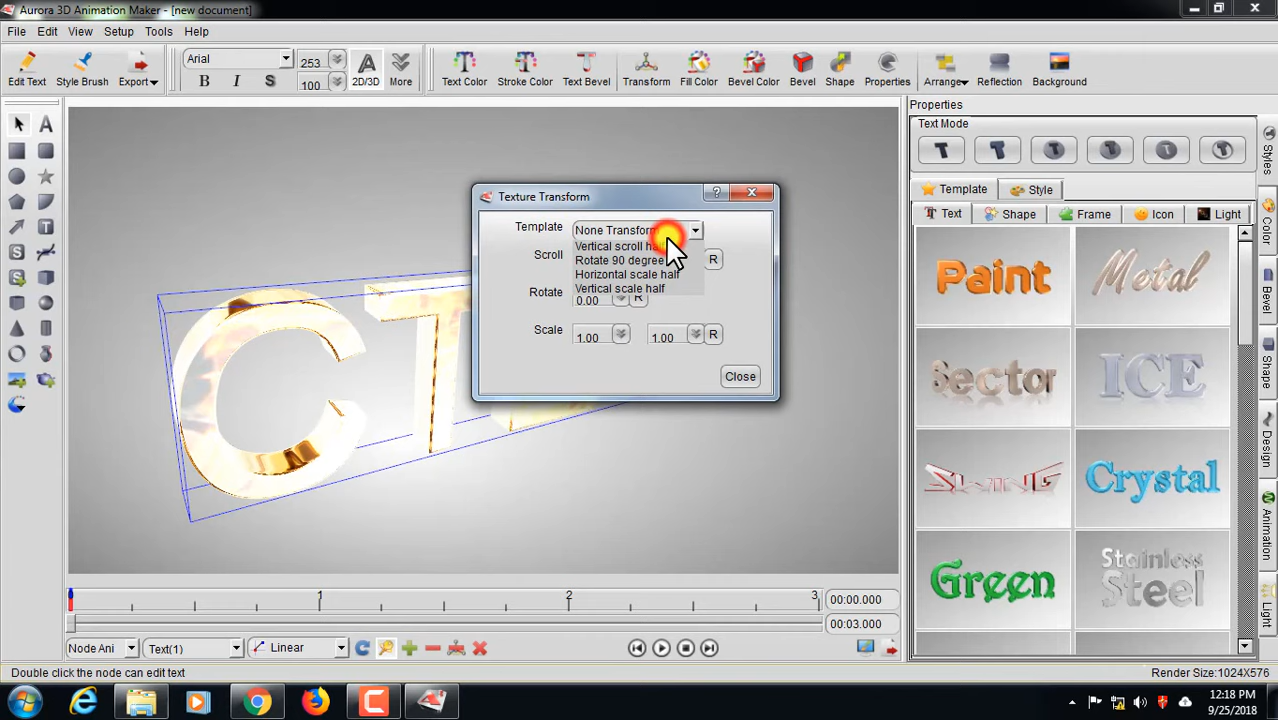 Aurora 3D Animation Maker - [new document]
File Edit View Setup Tools Help
Edit Text Style Brush Export Arial 253 B I S 100 2D/3D More Text Color Stroke Color Text Bevel Transform Fill Color Bevel Color Bevel Shape Properties Arrange Reflection Background
Properties
Text Mode
Template Style
Text Shape Frame Icon Light
Paint Metal
Sector ICE
Swing Crystal
Green Stainless Steel
Styles
Color
Bevels
Shape
Design
Animation
Light
CT
Texture Transform
Template None Transform
Vertical scroll half
Rotate 90 degree
Horizontal scale half
Vertical scale half
Scroll R
Rotate 0.00 R
Scale 1.00 1.00 R
Close
1 2 3 00:00.000
00:03.000
Node Ani Text(1) Linear
Double click the node can edit text Render Size:1024X576
12:18 PM
9/25/2018